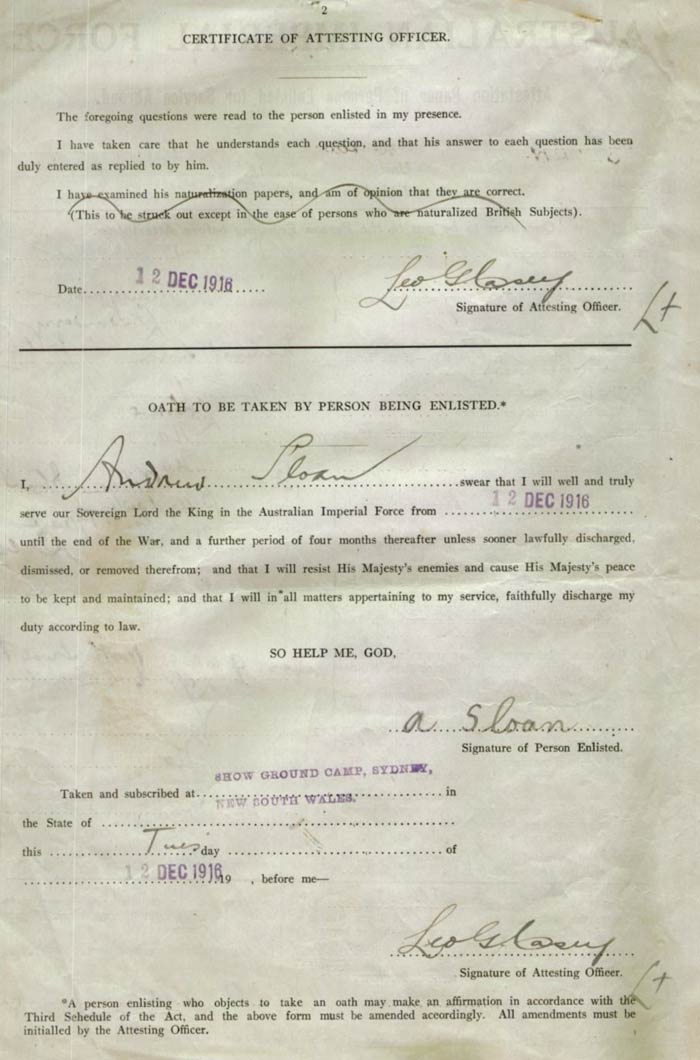 2
CERTIFICATE OF ATTESTING OFFICER.
The foregoing questions were read to the person enlisted in my presence.
I have taken care that he understands each question, and that his answer to each question has been
duly entered as replied to by him.
I have examined his naturalization papers, and am of opinion that they are correct.
(This to be struck out except in the case of persons who are naturalized British Subjects).
Date 12 DEC 1916
Signature of Attesting Officer.
Lt
OATH TO BE TAKEN BY PERSON BEING ENLISTED.*
I, Andrew Sloan swear that I will well and truly
serve our Sovereign Lord the King in the Australian Imperial Force from 12 DEC 1916
until the end of the War, and a further period of four months thereafter unless sooner lawfully discharged,
dismissed, or removed therefrom; and that I will resist His Majesty's enemies and cause His Majesty's peace
to be kept and maintained; and that I will in all matters appertaining to my service, faithfully discharge my
duty according to law.
SO HELP ME, GOD,
a Sloan
Signature of Person Enlisted.
SHOW GROUND CAMP, SYDNEY,
Taken and subscribed at NEW SOUTH WALES. in
the State of
this Tues day of
12 DEC 1916 19 , before me—
Signature of Attesting Officer.
Lt
*A person enlisting who objects to take an oath may make an affirmation in accordance with the
Third Schedule of the Act, and the above form must be amended accordingly. All amendments must be
initialled by the Attesting Officer.